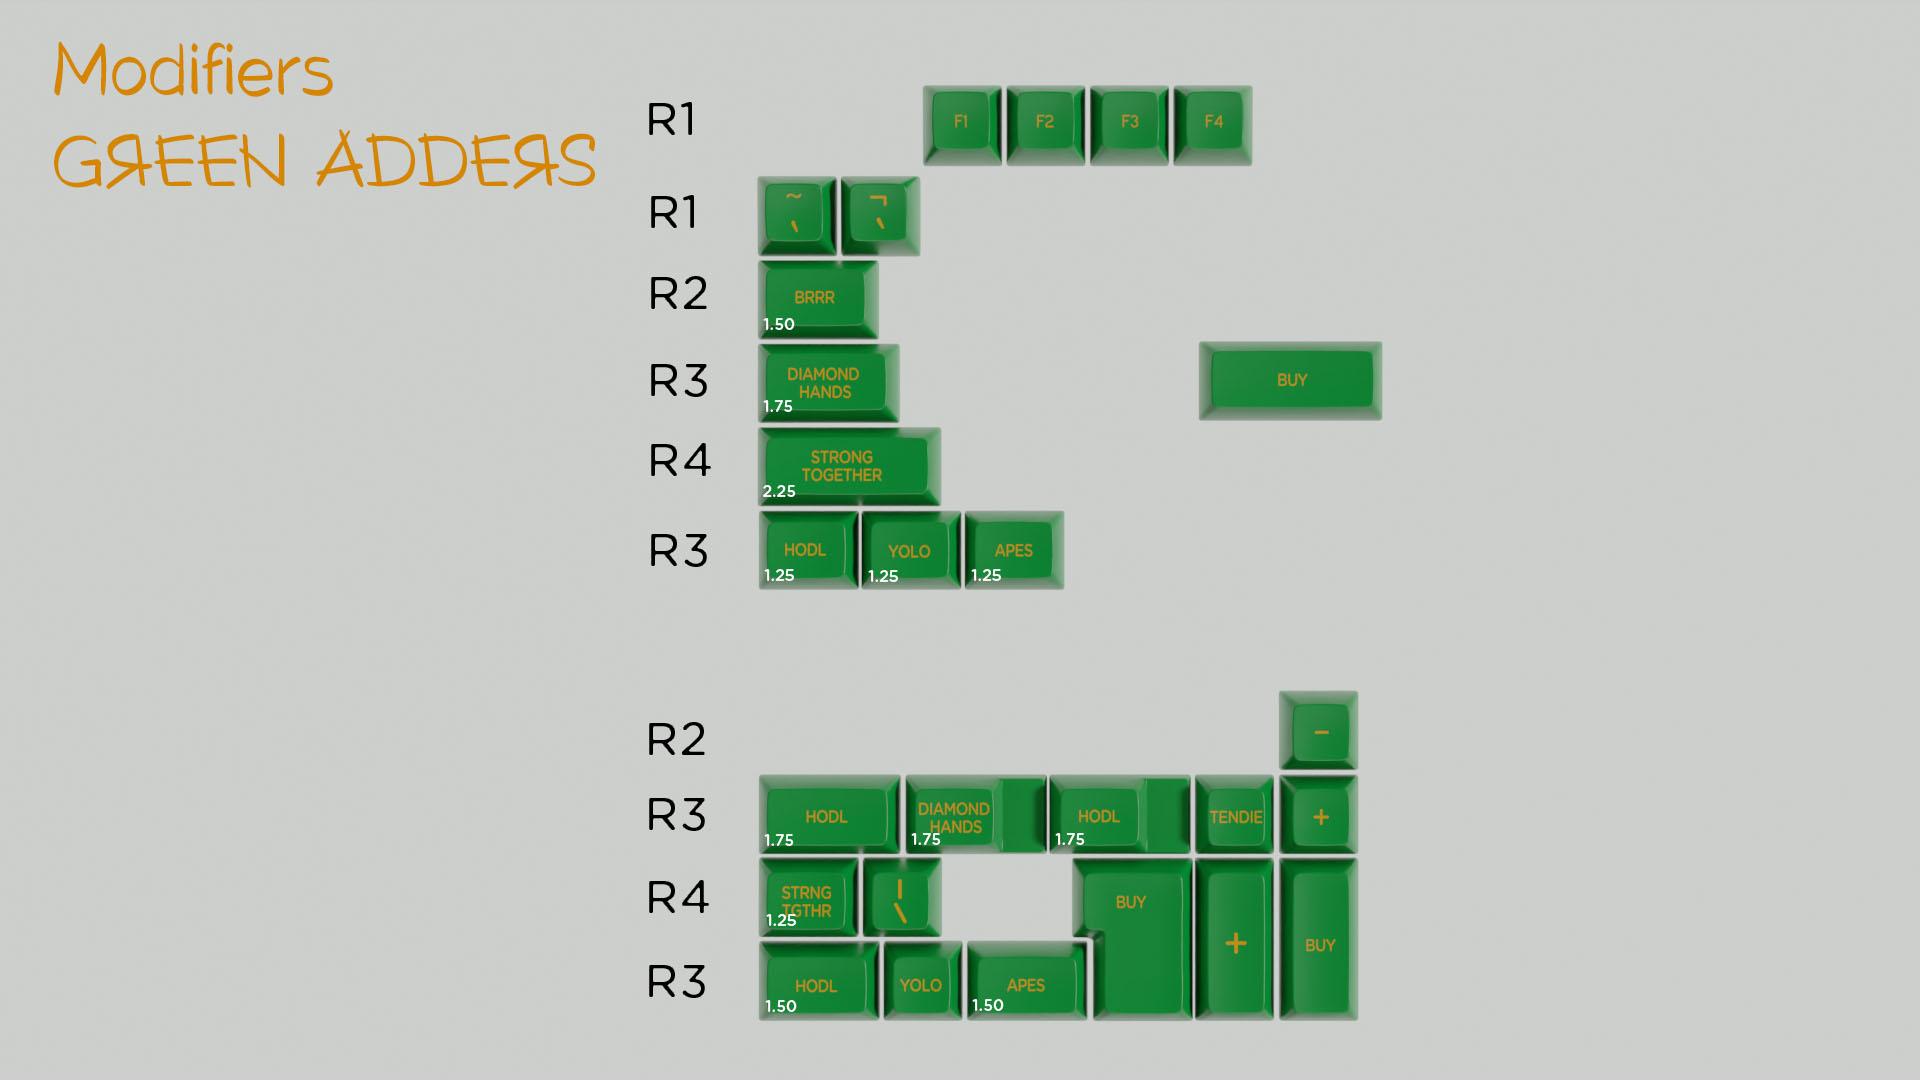 Modifiers
GЯEEN ADDEЯS
R1
F1 F2 F3 F4
R1
~ `
¬ `
R2
BRRR
1.50
R3
DIAMOND
HANDS
1.75
BUY
R4
STRONG
TOGETHER
2.25
R3
HODL
1.25
YOLO
1.25
APES
1.25
R2
-
R3
HODL
1.75
DIAMOND
HANDS
1.75
HODL
1.75
TENDIE
+
R4
STRNG
TGTHR
1.25
| \
BUY
+
BUY
R3
HODL
1.50
YOLO
APES
1.50